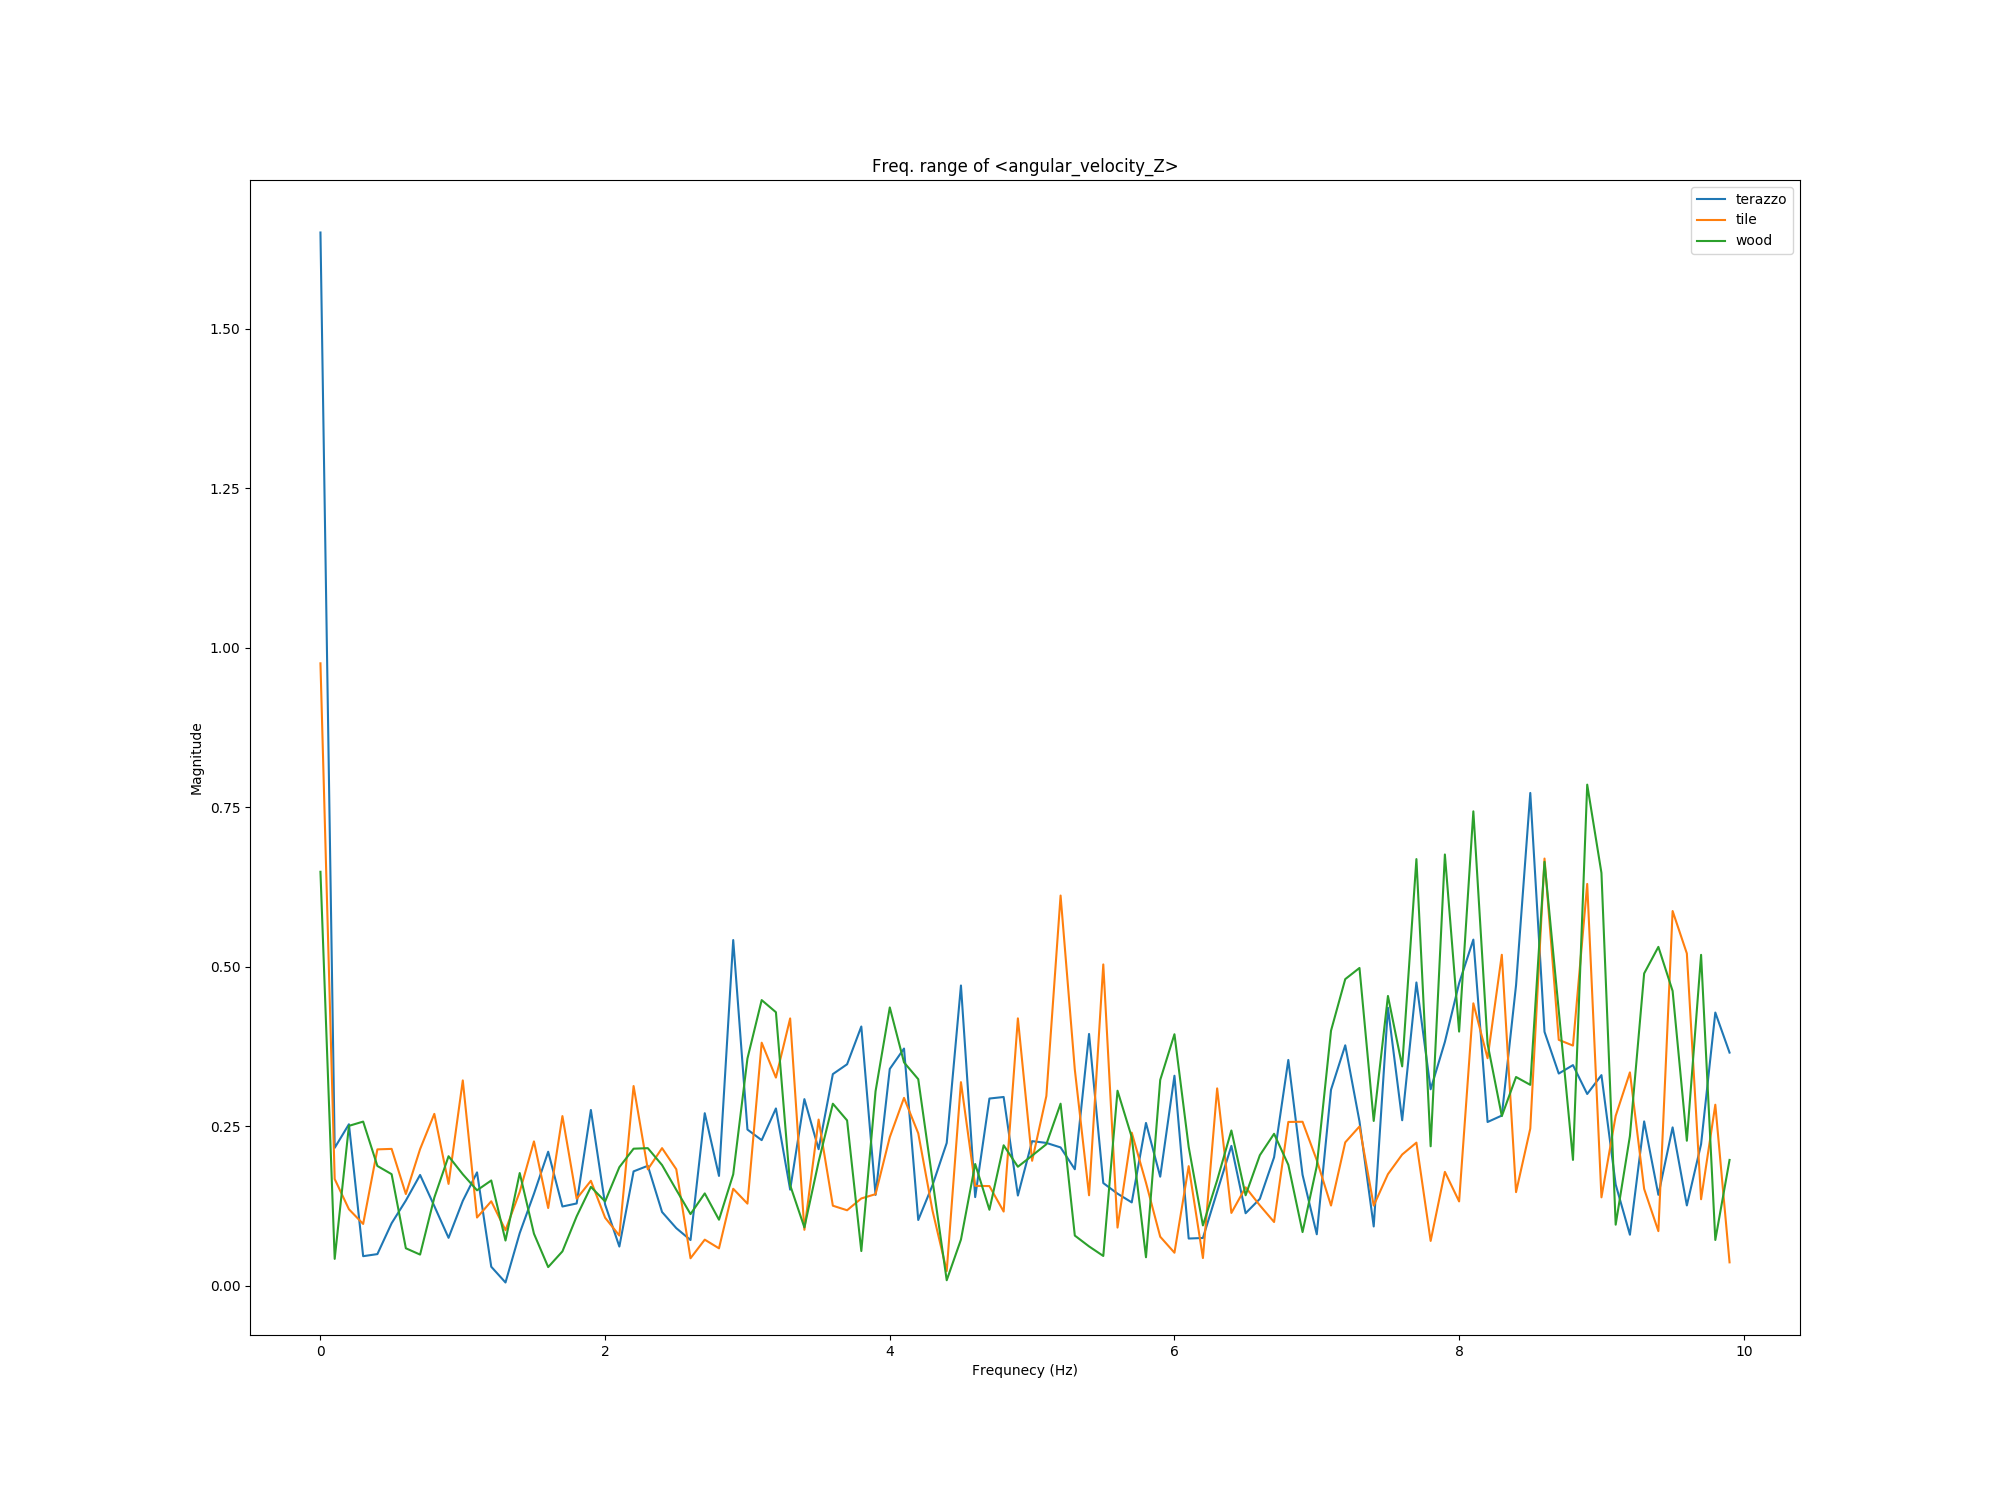 Freq. range of <angular_velocity_Z>
terazzo
tile
wood
Magnitude
1.50
1.25
1.00
0.75
0.50
0.25
0.00
0 2 4 6 8 10
Frequnecy (Hz)